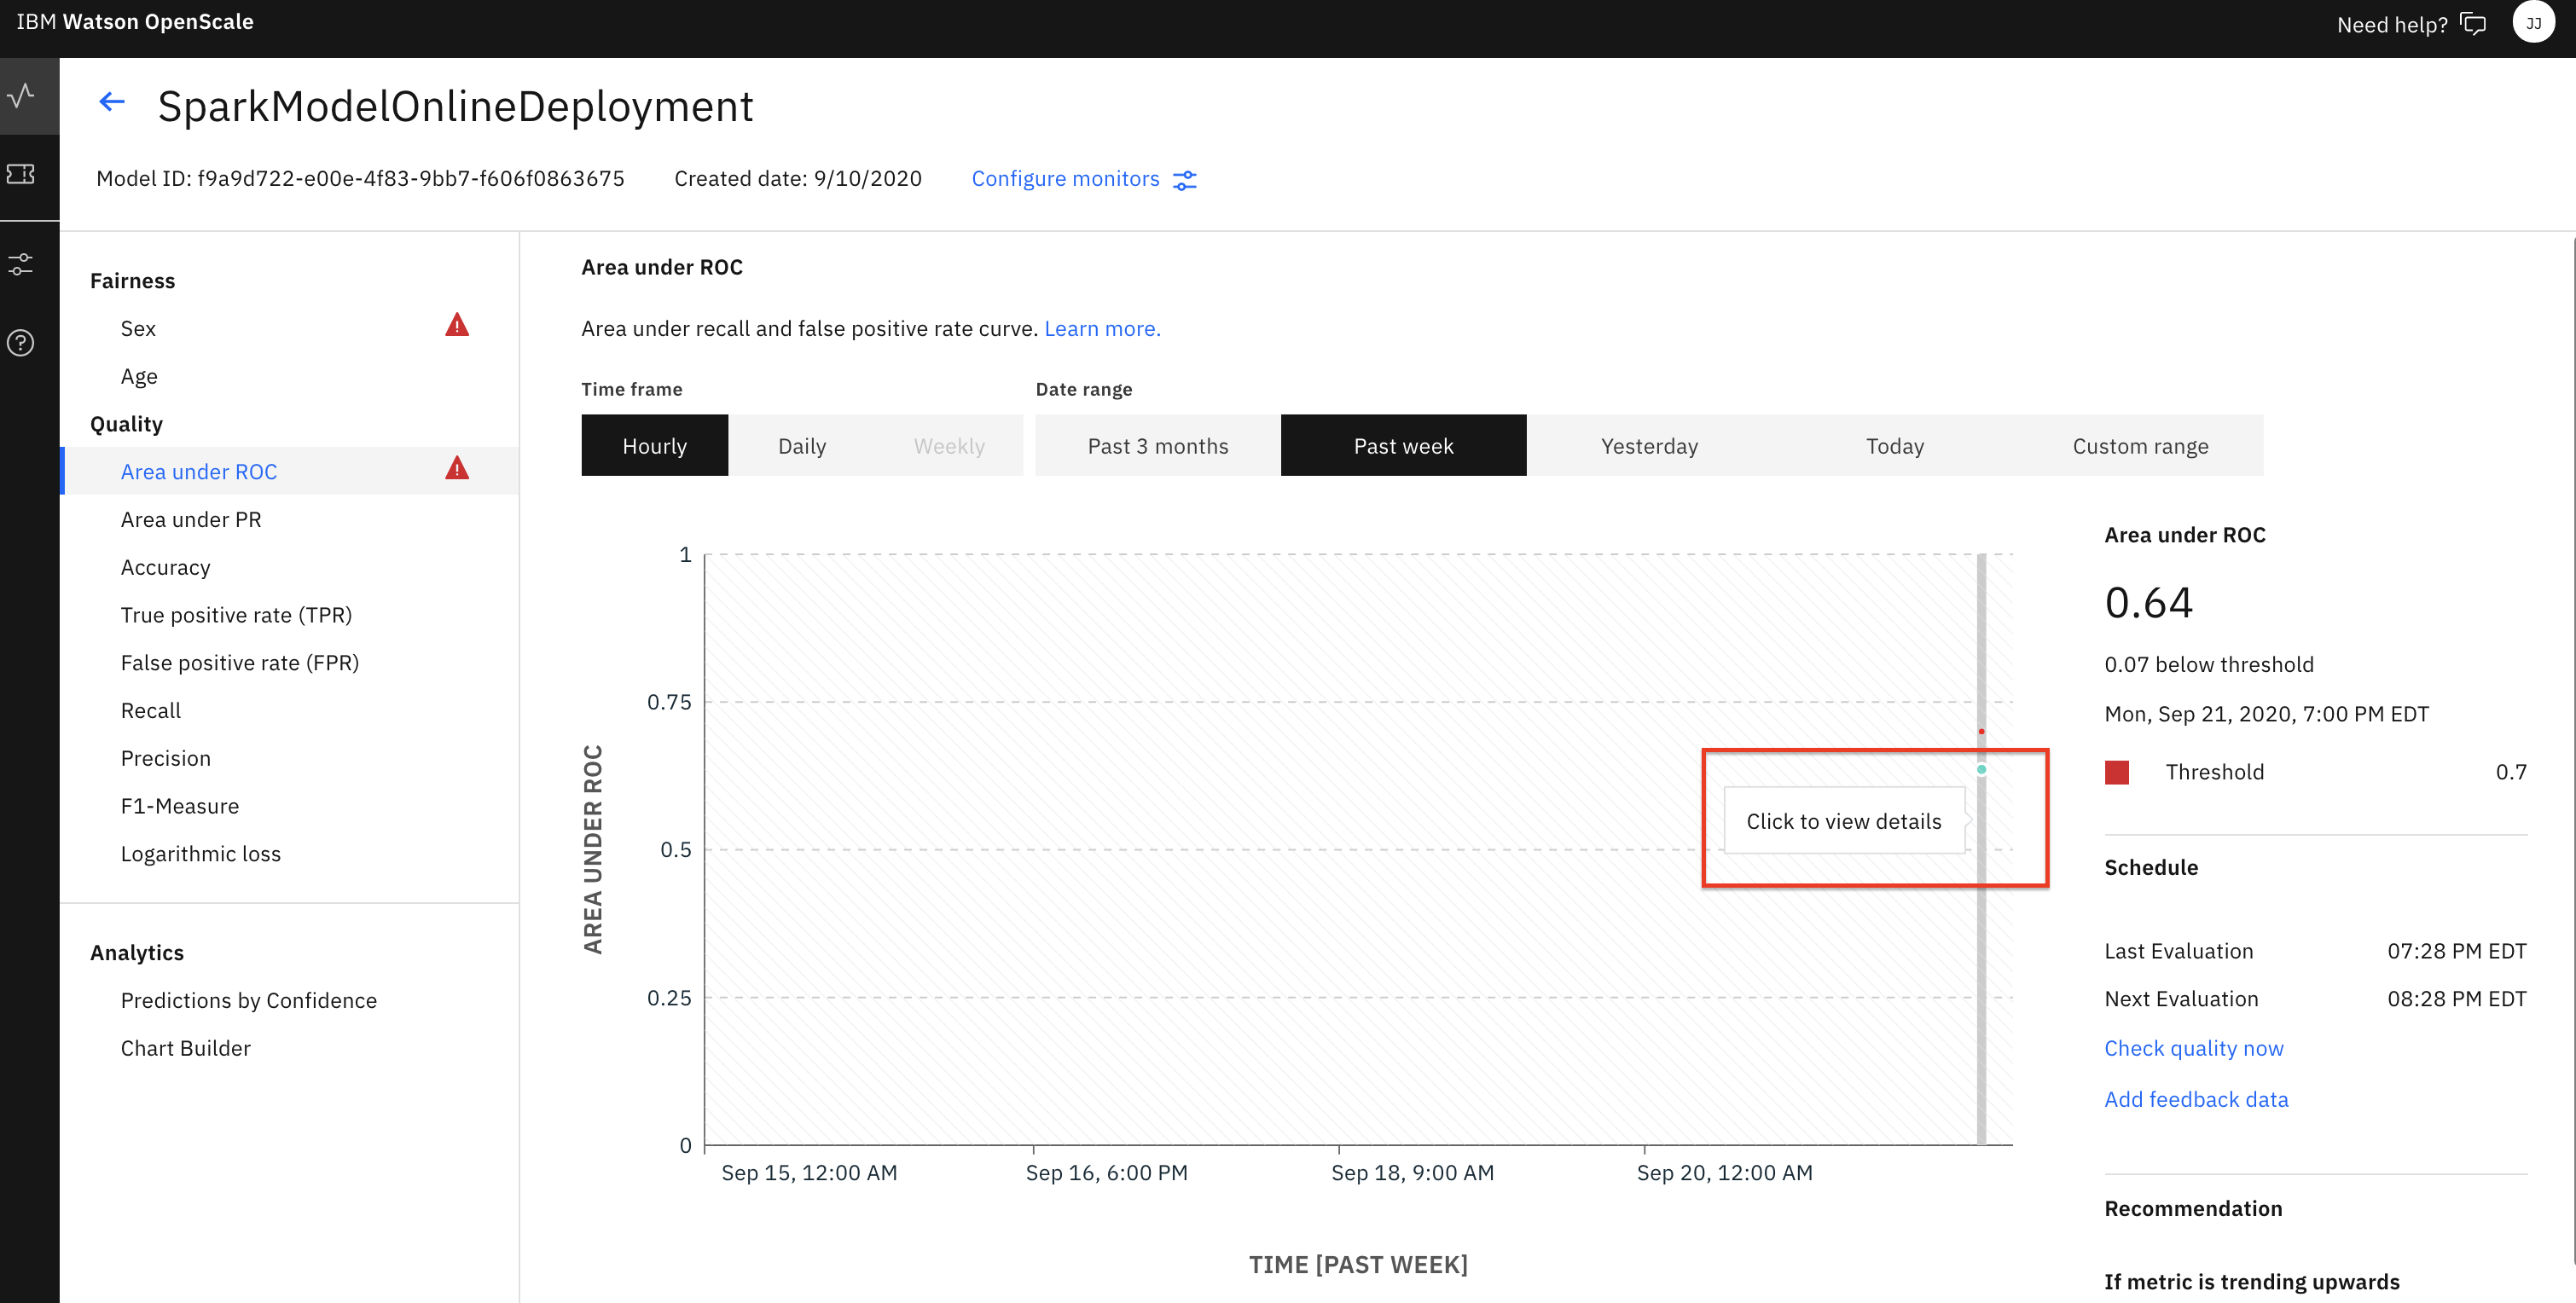 IBM Watson OpenScale
Need help?
JJ
SparkModelOnlineDeployment
Model ID: f9a9d722-e00e-4f83-9bb7-f606f0863675
Created date: 9/10/2020
Configure monitors
Fairness
Sex
Age
Quality
Area under ROC
Area under PR
Accuracy
True positive rate (TPR)
False positive rate (FPR)
Recall
Precision
F1-Measure
Logarithmic loss
Analytics
Predictions by Confidence
Chart Builder
Area under ROC
Area under recall and false positive rate curve. Learn more.
Time frame
Date range
Hourly
Daily
Weekly
Past 3 months
Past week
Yesterday
Today
Custom range
AREA UNDER ROC
1
0.75
0.5
0.25
0
Click to view details
Sep 15, 12:00 AM
Sep 16, 6:00 PM
Sep 18, 9:00 AM
Sep 20, 12:00 AM
TIME [PAST WEEK]
Area under ROC
0.64
0.07 below threshold
Mon, Sep 21, 2020, 7:00 PM EDT
Threshold 0.7
Schedule
Last Evaluation 07:28 PM EDT
Next Evaluation 08:28 PM EDT
Check quality now
Add feedback data
Recommendation
If metric is trending upwards